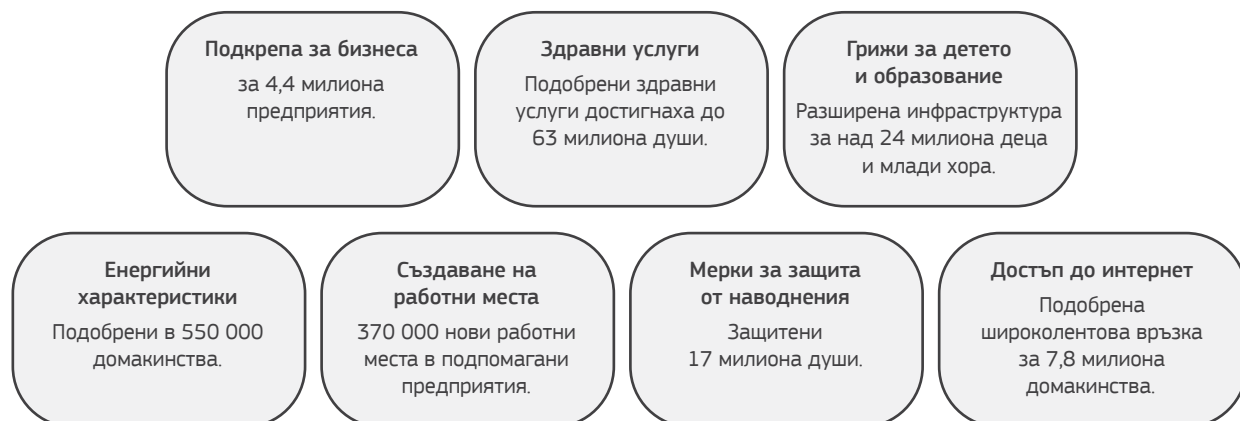 Подкрепа за бизнеса
за 4,4 милиона
предприятия.
Здравни услуги
Подобрени здравни
услуги достигнаха до
63 милиона души.
Грижи за детето
и образование
Разширена инфраструктура
за над 24 милиона деца
и млади хора.
Енергийни
характеристики
Подобрени в 550 000
домакинства.
Създаване на
работни места
370 000 нови работни
места в подпомагани
предприятия.
Мерки за защита
от наводнения
Защитени
17 милиона души.
Достъп до интернет
Подобрена
широколентова връзка
за 7,8 милиона
домакинства.